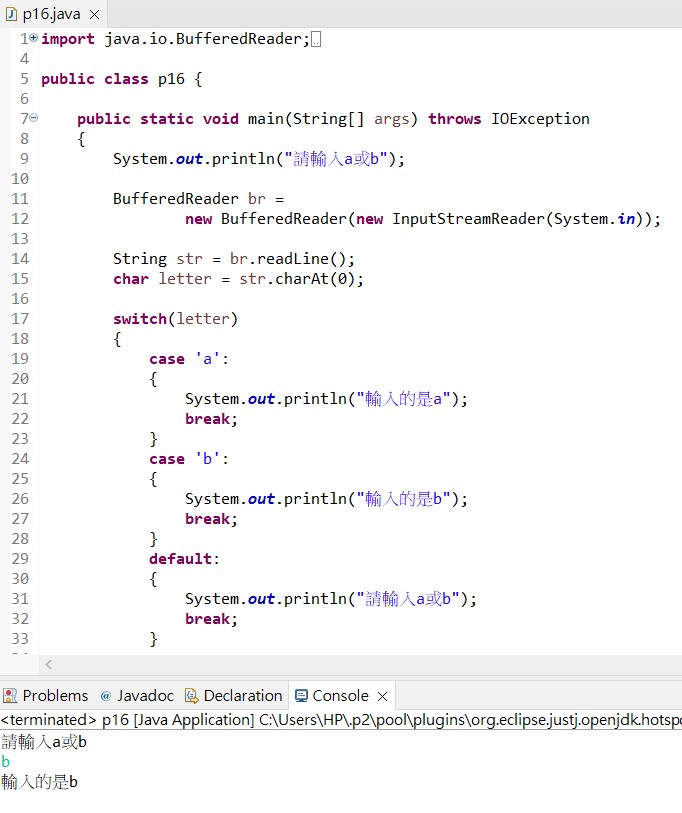 p16.java
1 import java.io.BufferedReader;
4
5 public class p16 {
6
7     public static void main(String[] args) throws IOException
8     {
9         System.out.println("請輸入a或b");
10
11         BufferedReader br =
12                 new BufferedReader(new InputStreamReader(System.in));
13
14         String str = br.readLine();
15         char letter = str.charAt(0);
16
17         switch(letter)
18         {
19             case 'a':
20             {
21                 System.out.println("輸入的是a");
22                 break;
23             }
24             case 'b':
25             {
26                 System.out.println("輸入的是b");
27                 break;
28             }
29             default:
30             {
31                 System.out.println("請輸入a或b");
32                 break;
33             }
Problems @ Javadoc Declaration Console
<terminated> p16 [Java Application] C:\Users\HP\.p2\pool\plugins\org.eclipse.justj.openjdk.hotsp
請輸入a或b
b
輸入的是b